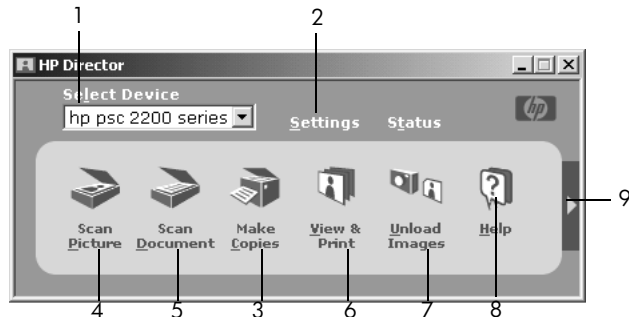 1
2
HP Director
Select Device
hp psc 2200 series
Settings
Status
hp
9
Scan Picture
Scan Document
Make Copies
View & Print
Unload Images
Help
4
5
3
6
7
8